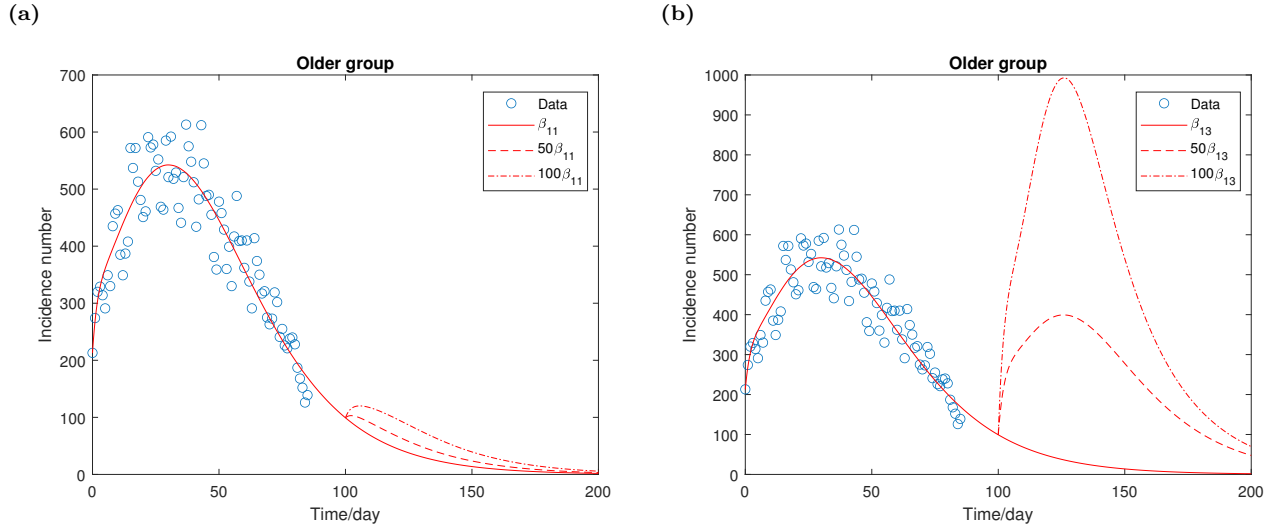 (a)
Older group
Incidence number
700
600
500
400
300
200
100
0
0 50 100 150 200
Time/day
Data
β11
50β11
100β11
(b)
Older group
Incidence number
1000
900
800
700
600
500
400
300
200
100
0
0 50 100 150 200
Time/day
Data
β13
50β13
100β13